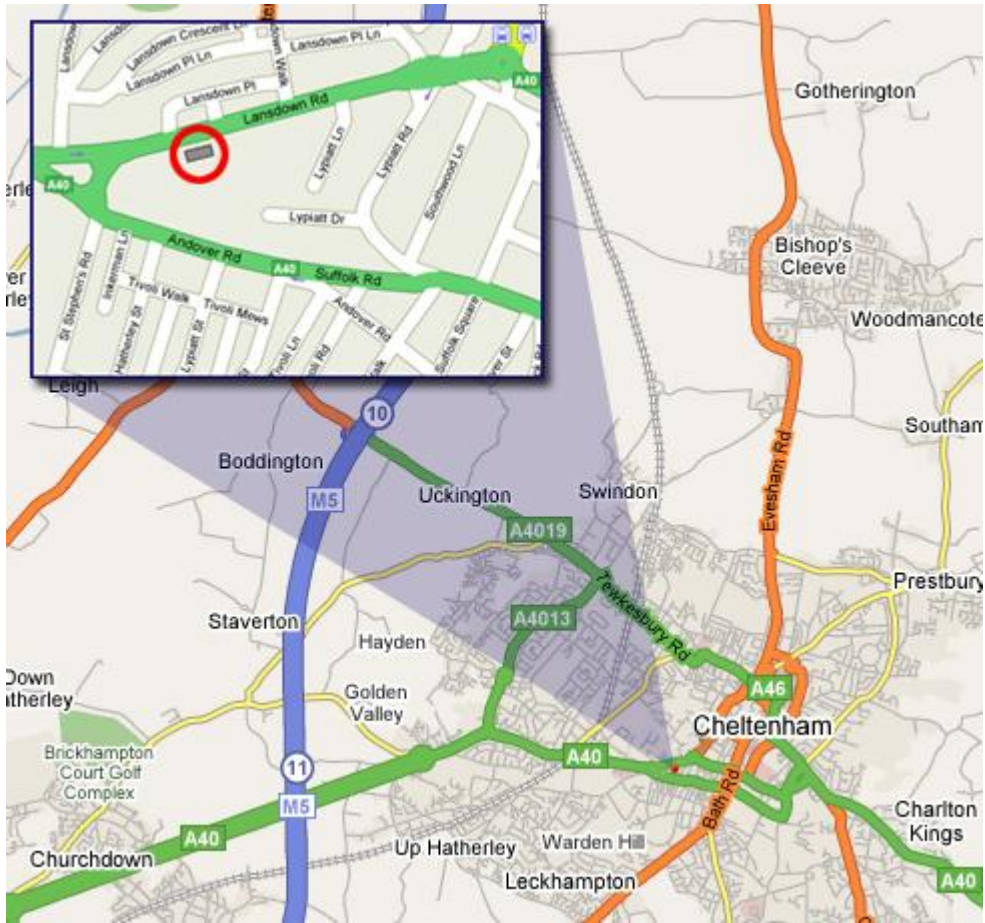 Lansdown Crescent Ln
Lansdown Pl Ln
Lansdown Pl Ln
Lansdown Walk
Lansdown Pl
Lansdown Rd
A40
Lypiatt Ln
Lypiatt Rd
Southwood Ln
A40
Lypiatt Dr
Andover Rd
A40
Suffolk Rd
St Stephen's Rd
Inkerman Ln
Tivoli Walk
Tivoli Mews
Hatherley St
Lypiatt St
Tivoli Ln
Andover Rd
Suffolk Square
Gotherington
Bishop's
Cleeve
Woodmancote
Southam
Leigh
10
Boddington
M5
Uckington
Swindon
Evesham Rd
A4019
Tewkesbury Rd
Prestbury
A4013
Staverton
Hayden
Down
atherley
Golden
Valley
A46
Cheltenham
Brickhampton
Court Golf
Complex
11
M5
A40
Bath Rd
A40
Charlton
Kings
Churchdown
Up Hatherley
Warden Hill
Leckhampton
A40